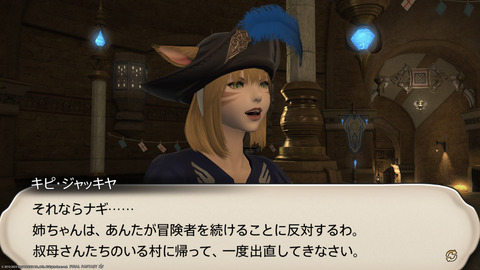 キピ・ジャッキヤ
それならナギ……
姉ちゃんは、あんたが冒険者を続けることに反対するわ。
叔母さんたちのいる村に帰って、一度出直してきなさい。